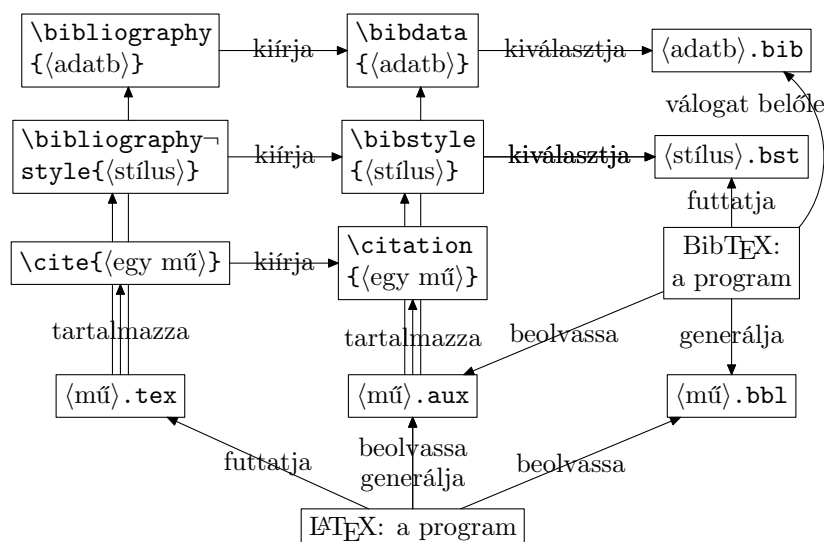 \bibliography
{⟨adatb⟩}
kiírja
\bibdata
{⟨adatb⟩}
kiválasztja
⟨adatb⟩.bib
válogat belőle
\bibliography¬
style{⟨stílus⟩}
kiírja
\bibstyle
{⟨stílus⟩}
kiválasztja
⟨stílus⟩.bst
futtatja
\cite{⟨egy mű⟩}
kiírja
\citation
{⟨egy mű⟩}
BibTEX:
a program
tartalmazza
tartalmazza
beolvassa
generálja
⟨mű⟩.tex
⟨mű⟩.aux
⟨mű⟩.bbl
futtatja
beolvassa
generálja
beolvassa
LATEX: a program